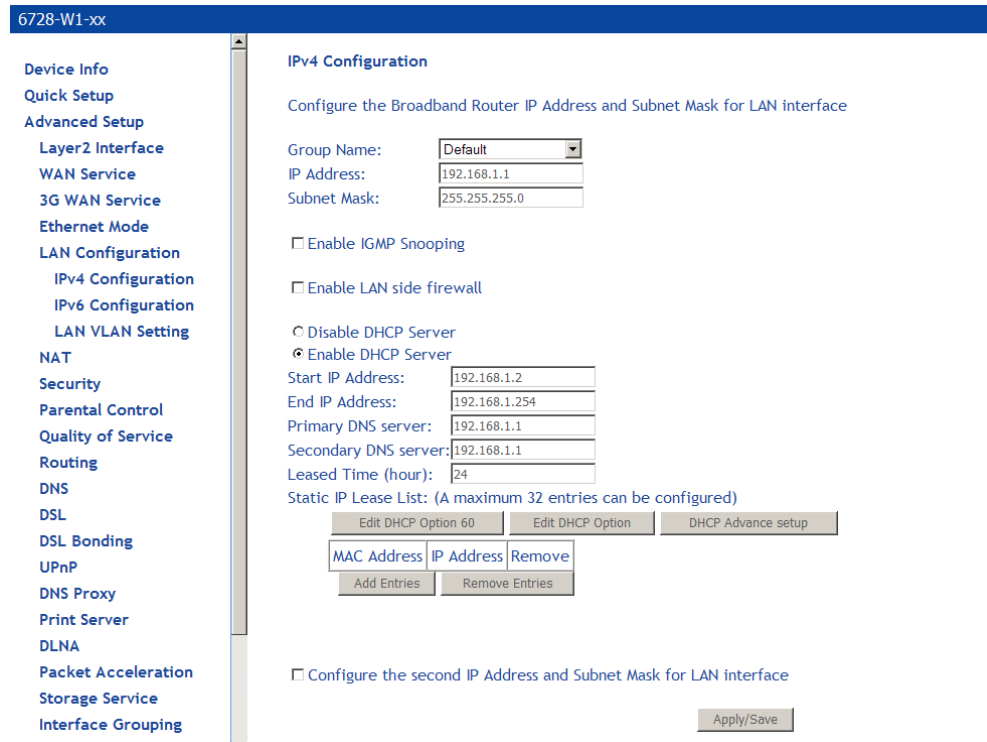 6728-W1-xx
Device Info
Quick Setup
Advanced Setup
Layer2 Interface
WAN Service
3G WAN Service
Ethernet Mode
LAN Configuration
IPv4 Configuration
IPv6 Configuration
LAN VLAN Setting
NAT
Security
Parental Control
Quality of Service
Routing
DNS
DSL
DSL Bonding
UPnP
DNS Proxy
Print Server
DLNA
Packet Acceleration
Storage Service
Interface Grouping
IPv4 Configuration
Configure the Broadband Router IP Address and Subnet Mask for LAN interface
Group Name: Default
IP Address: 192.168.1.1
Subnet Mask: 255.255.255.0
Enable IGMP Snooping
Enable LAN side firewall
Disable DHCP Server
Enable DHCP Server
Start IP Address: 192.168.1.2
End IP Address: 192.168.1.254
Primary DNS server: 192.168.1.1
Secondary DNS server: 192.168.1.1
Leased Time (hour): 24
Static IP Lease List: (A maximum 32 entries can be configured)
Edit DHCP Option 60 Edit DHCP Option DHCP Advance setup
MAC Address IP Address Remove
Add Entries Remove Entries
Configure the second IP Address and Subnet Mask for LAN interface
Apply/Save